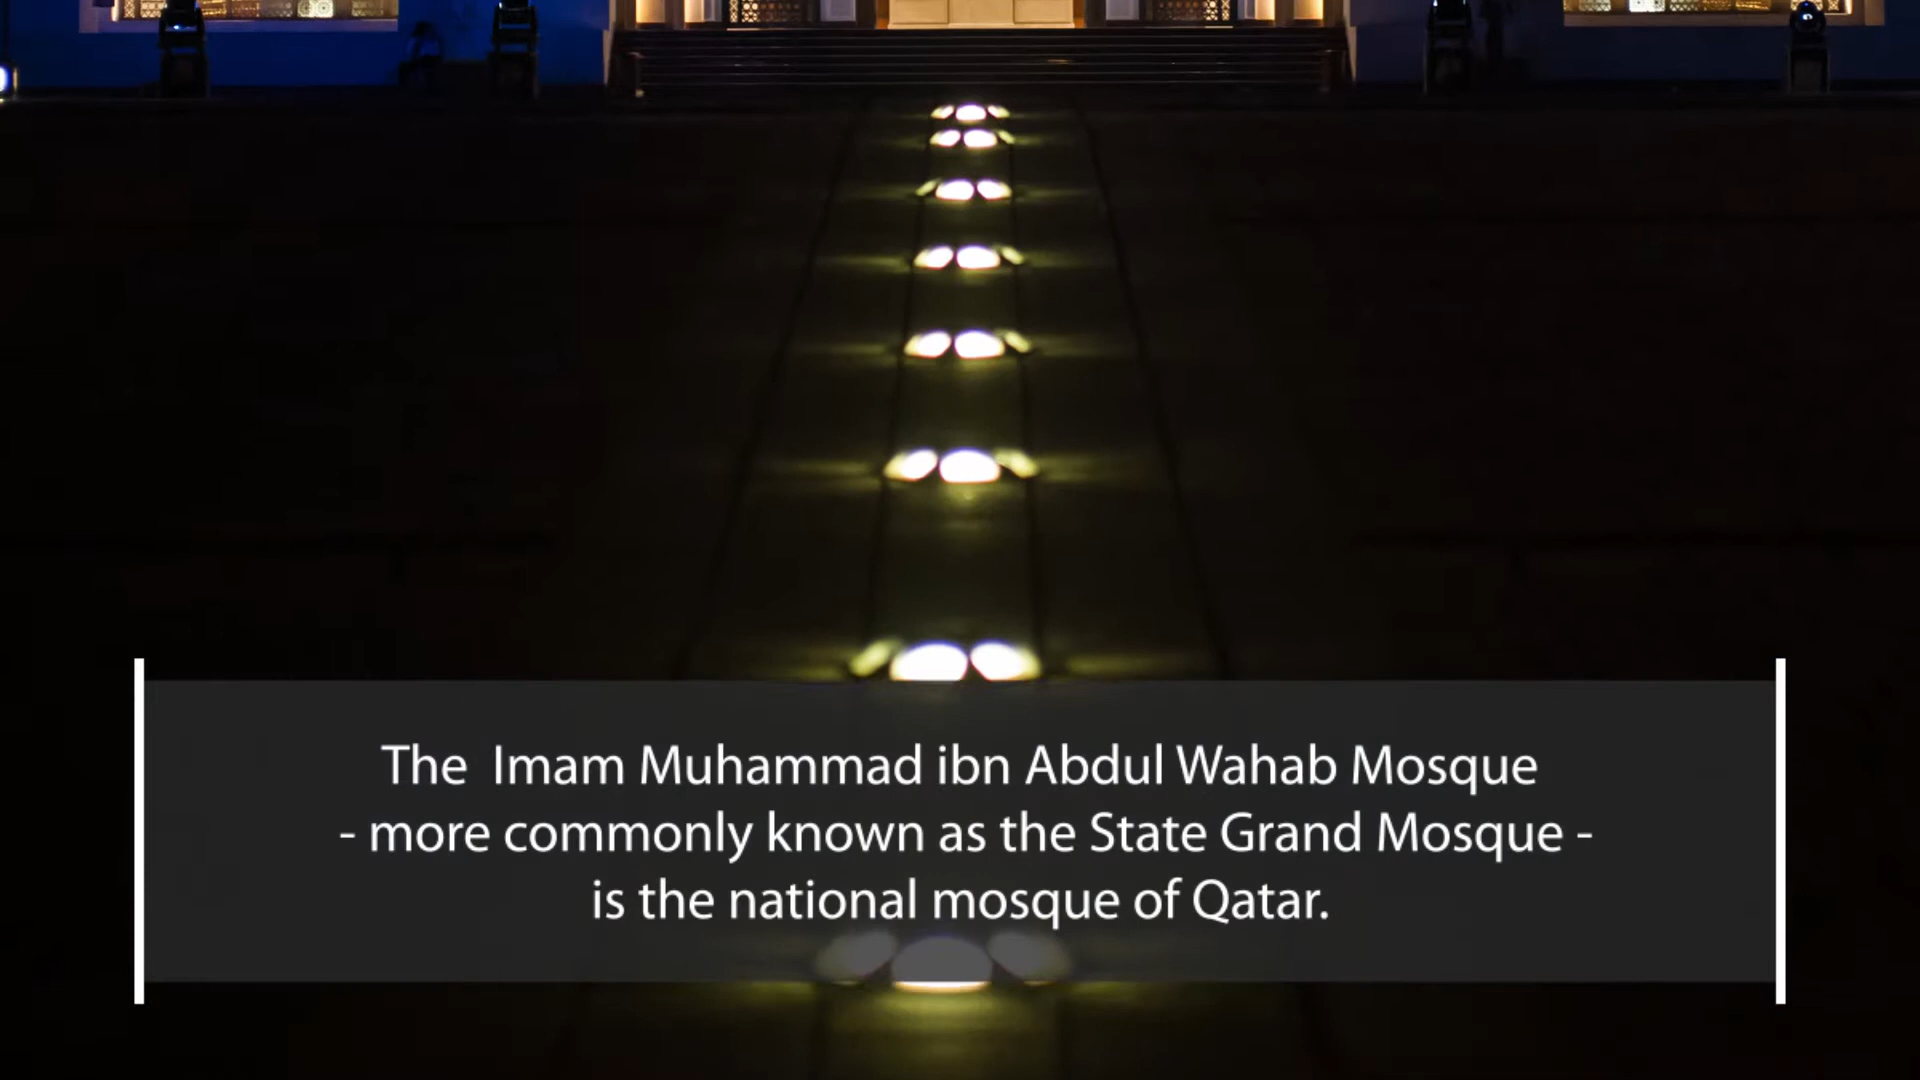 The  Imam Muhammad ibn Abdul Wahab Mosque
- more commonly known as the State Grand Mosque -
is the national mosque of Qatar.